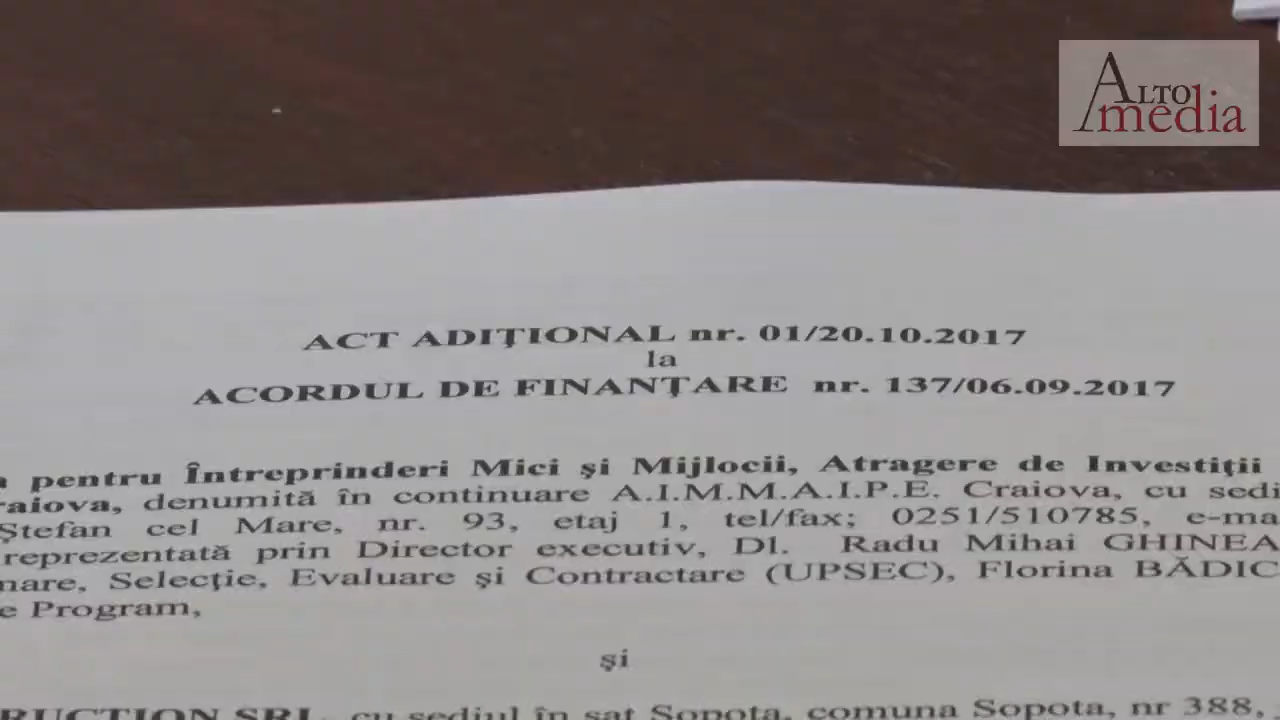 ALTO
media
ACT ADIŢIONAL nr. 01/20.10.2017
la
ACORDUL DE FINANŢARE nr. 137/06.09.2017
pentru Întreprinderi Mici şi Mijlocii, Atragere de Investiţii
raiova, denumită în continuare A.I.M.M.A.I.P.E. Craiova, cu sedi
Ştefan cel Mare, nr. 93, etaj 1, tel/fax; 0251/510785, e-ma
reprezentată prin Director executiv, Dl. Radu Mihai GHINEA
nare, Selecţie, Evaluare şi Contractare (UPSEC), Florina BĂDIC
e Program,
şi
RUCTION SRL, cu sediul în sat Sopota, comuna Sopota, nr 388,